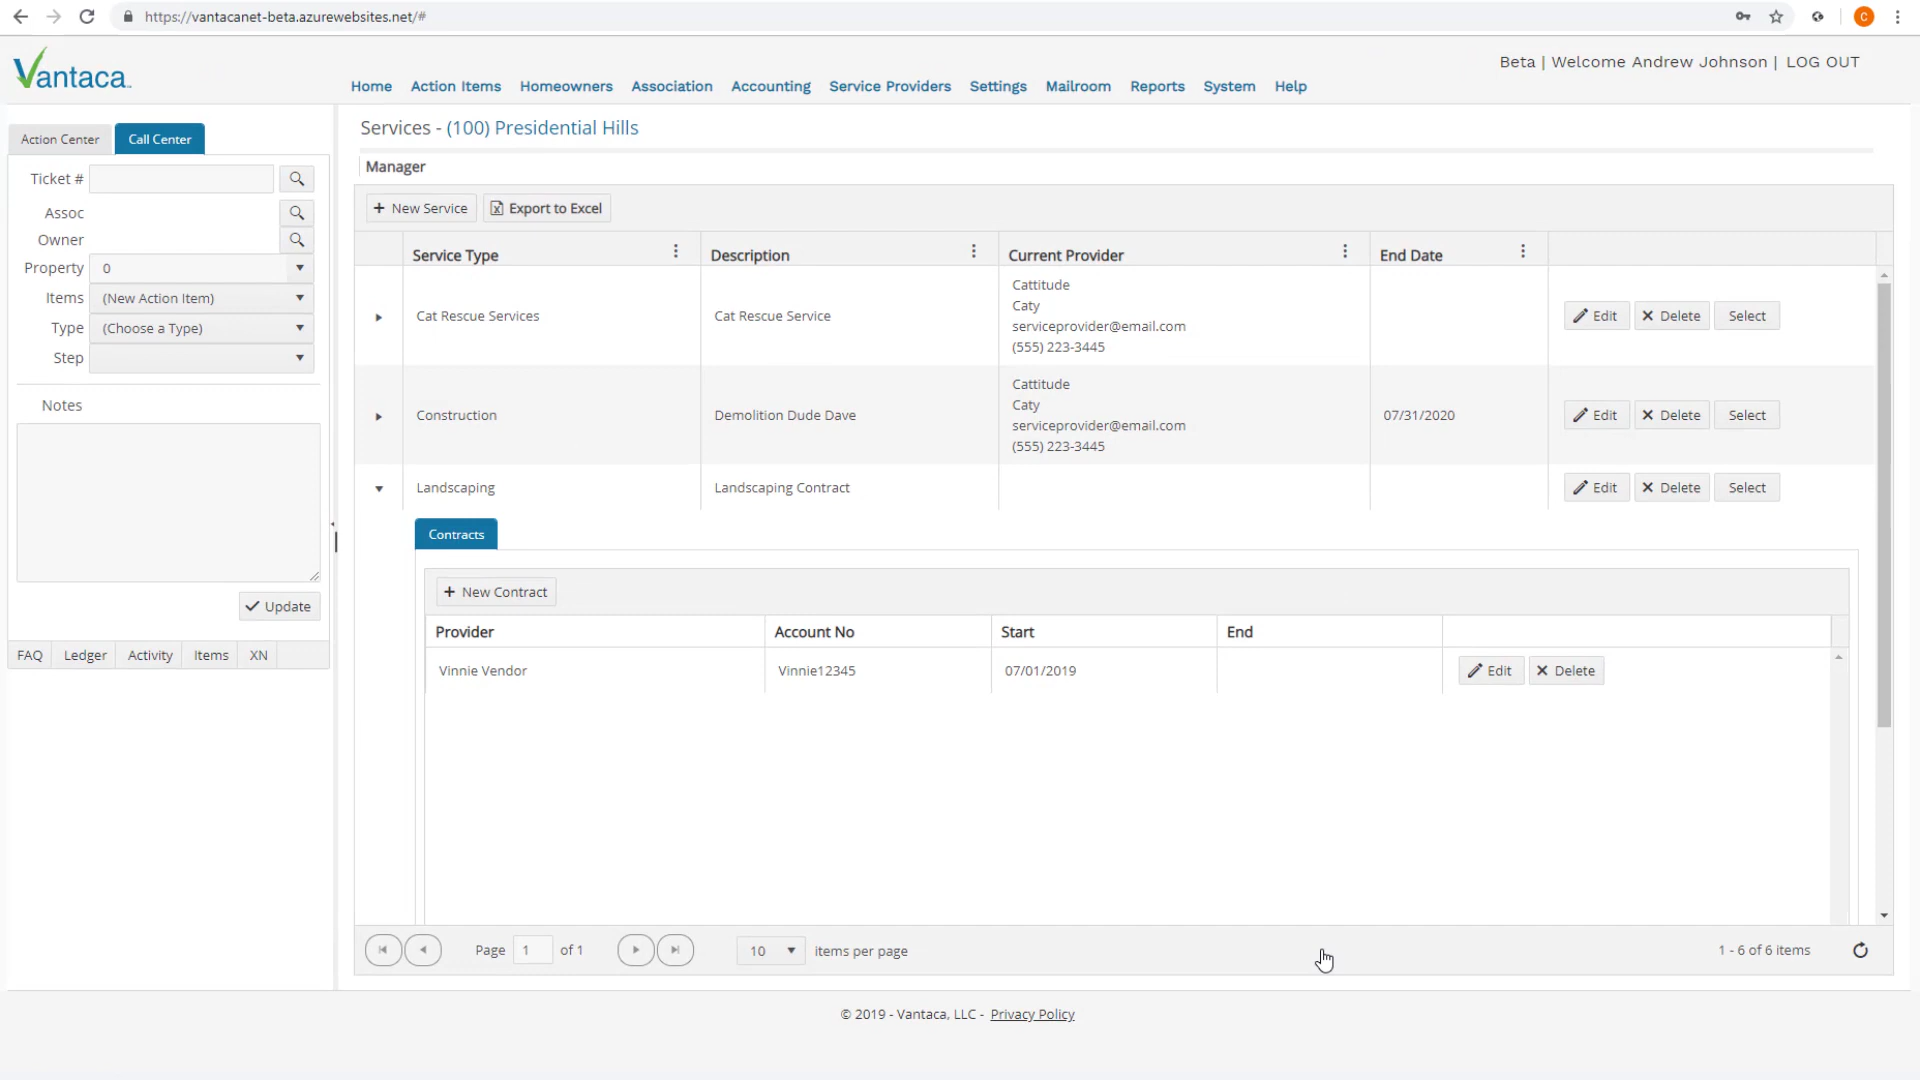 https://vantacanet-beta.azurewebsites.net/#
C
Vantaca
Beta | Welcome Andrew Johnson | LOG OUT
Home Action Items Homeowners Association Accounting Service Providers Settings Mailroom Reports System Help
Action Center Call Center
Ticket #
Assoc
Owner
Property 0
Items (New Action Item)
Type (Choose a Type)
Step
Notes
Update
FAQ Ledger Activity Items XN
Services - (100) Presidential Hills
Manager
+ New Service Export to Excel
Service Type Description Current Provider End Date
Cat Rescue Services Cat Rescue Service Cattitude
Caty
serviceprovider@email.com
(555) 223-3445
Edit Delete Select
Construction Demolition Dude Dave Cattitude
Caty
serviceprovider@email.com
(555) 223-3445
07/31/2020 Edit Delete Select
Landscaping Landscaping Contract Edit Delete Select
Contracts
+ New Contract
Provider Account No Start End
Vinnie Vendor Vinnie12345 07/01/2019 Edit Delete
Page 1 of 1 10 items per page 1 - 6 of 6 items
© 2019 - Vantaca, LLC - Privacy Policy